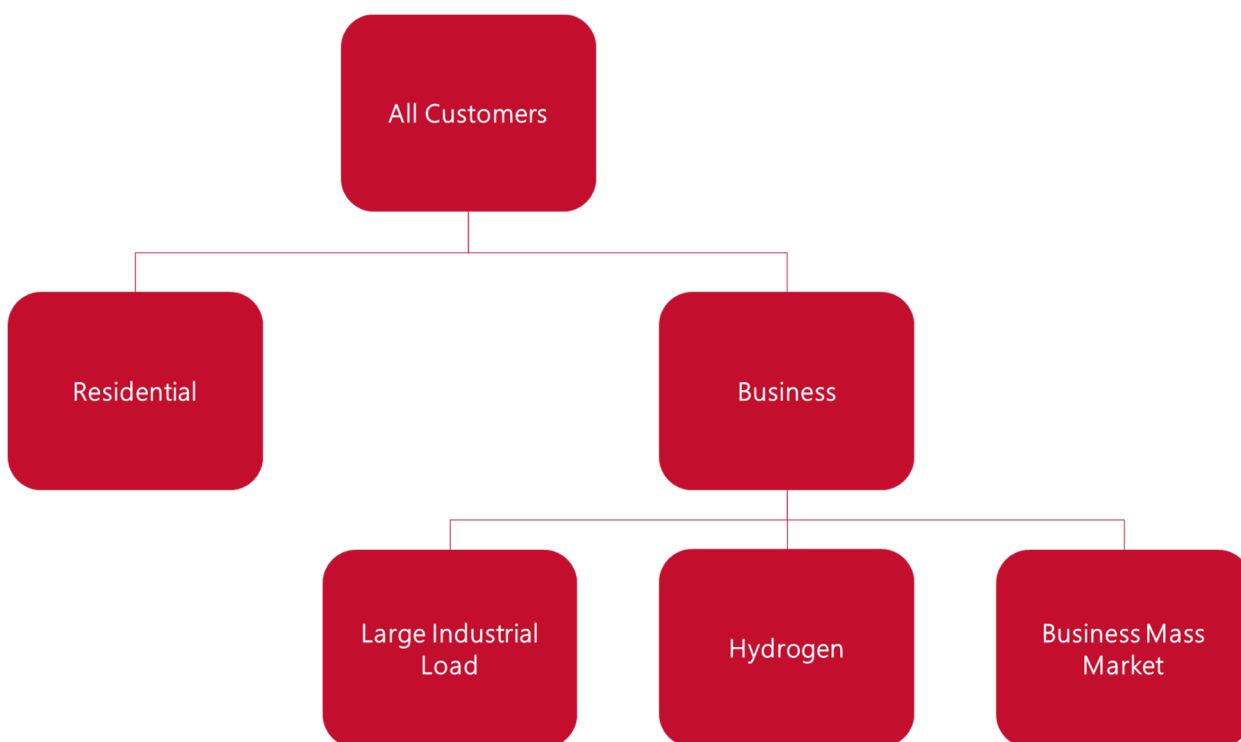 All Customers
Residential
Business
Large Industrial
Load
Hydrogen
Business Mass
Market